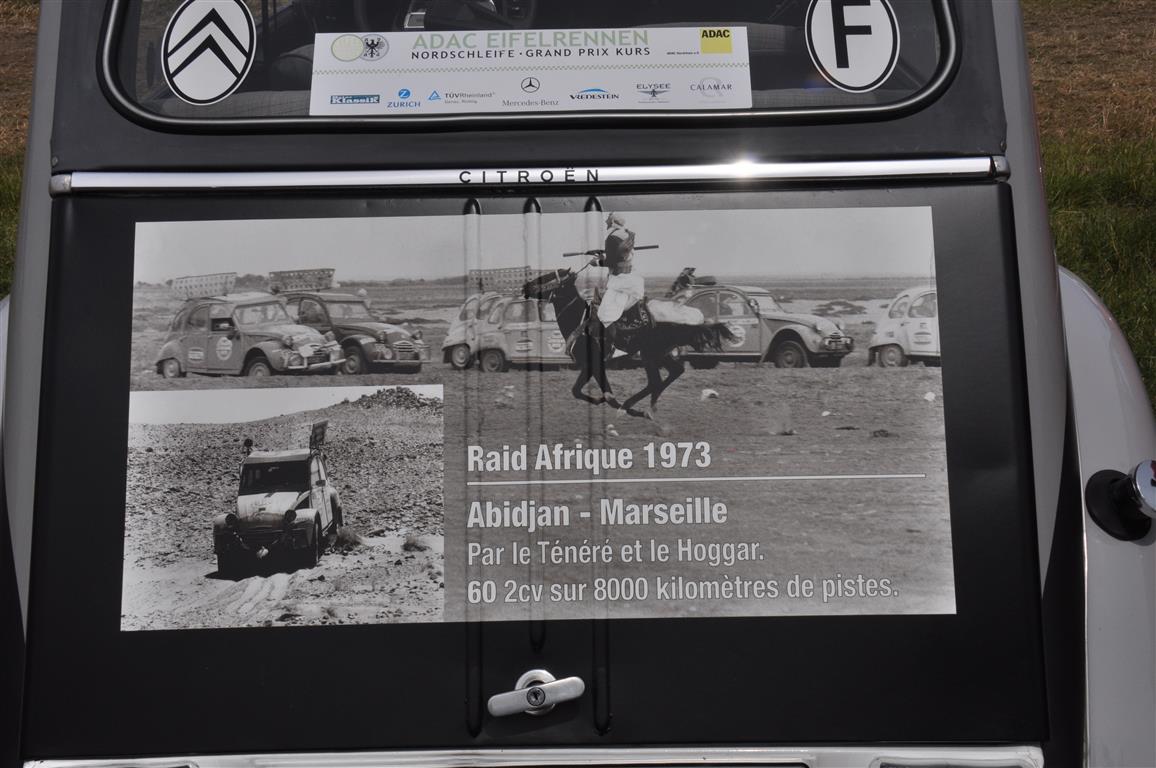 ADAC EIFELRENNEN
NORDSCHLEIFE · GRAND PRIX KURS
ADAC
F
Klassik
ZURICH
TÜVRheinland
Mercedes-Benz
VREDESTEIN
ELYSEE
CALAMAR
CITROËN
Raid Afrique 1973
Abidjan - Marseille
Par le Ténéré et le Hoggar.
60 2cv sur 8000 kilomètres de pistes.